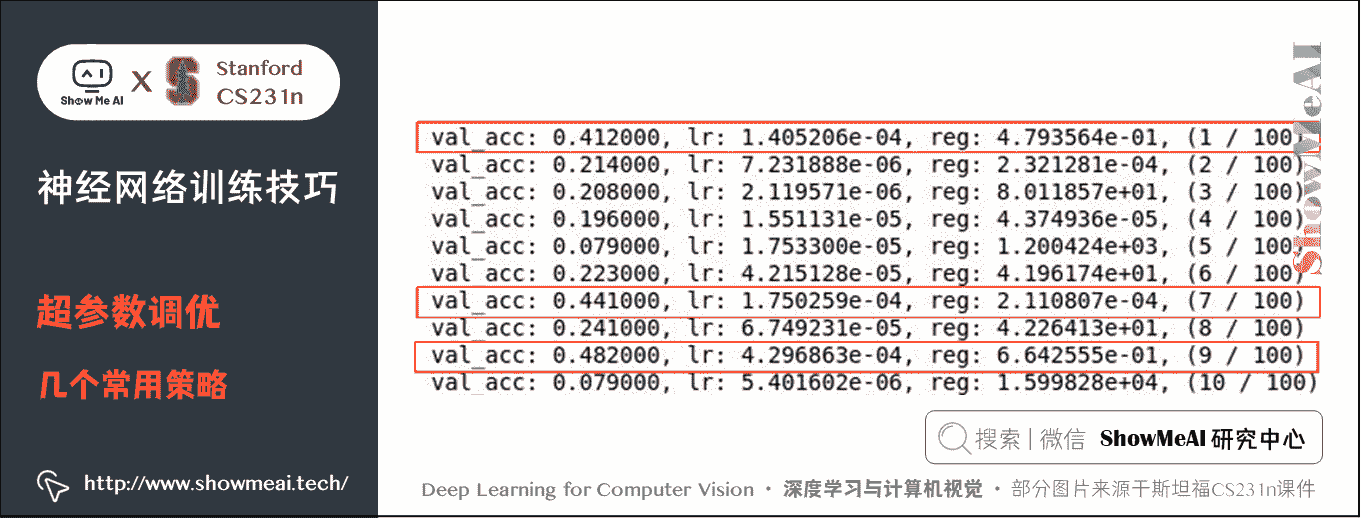 Show Me AI
X
Stanford
CS231n
神经网络训练技巧
超参数调优
几个常用策略
http://www.showmeai.tech/
val_acc: 0.412000, lr: 1.405206e-04, reg: 4.793564e-01, (1 / 100)
val_acc: 0.214000, lr: 7.231888e-06, reg: 2.321281e-04, (2 / 100)
val_acc: 0.208000, lr: 2.119571e-06, reg: 8.011857e+01, (3 / 100)
val_acc: 0.196000, lr: 1.551131e-05, reg: 4.374936e-05, (4 / 100)
val_acc: 0.079000, lr: 1.753300e-05, reg: 1.200424e+03, (5 / 100)
val_acc: 0.223000, lr: 4.215128e-05, reg: 4.196174e+01, (6 / 100)
val_acc: 0.441000, lr: 1.750259e-04, reg: 2.110807e-04, (7 / 100)
val_acc: 0.241000, lr: 6.749231e-05, reg: 4.226413e+01, (8 / 100)
val_acc: 0.482000, lr: 4.296863e-04, reg: 6.642555e-01, (9 / 100)
val_acc: 0.079000, lr: 5.401602e-06, reg: 1.599828e+04, (10 / 100)
ShowMeAI
搜索 | 微信 ShowMeAI 研究中心
Deep Learning for Computer Vision · 深度学习与计算机视觉 · 部分图片来源于斯坦福CS231n课件